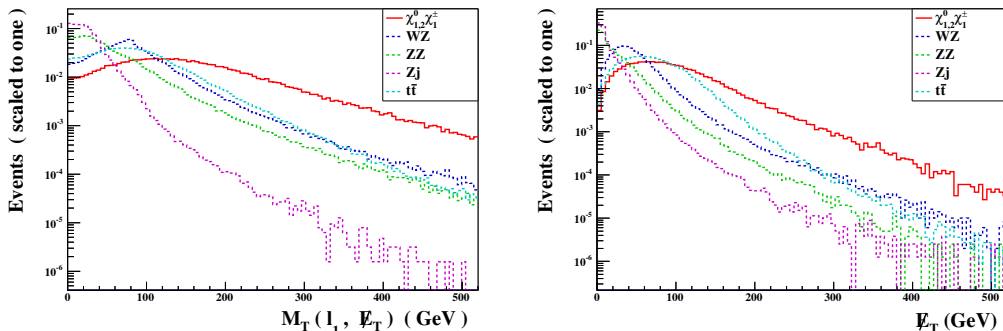 Events ( scaled to one )
10⁻¹
10⁻²
10⁻³
10⁻⁴
10⁻⁵
10⁻⁶
0 100 200 300 400 500
M_T ( l₁ , E̸_T ) ( GeV )
χ⁰₁,₂ χ±₁
WZ
ZZ
Zj
tt̄
Events ( scaled to one )
10⁻¹
10⁻²
10⁻³
10⁻⁴
10⁻⁵
10⁻⁶
0 100 200 300 400 500
E̸_T (GeV)
χ⁰₁,₂ χ±₁
WZ
ZZ
Zj
tt̄